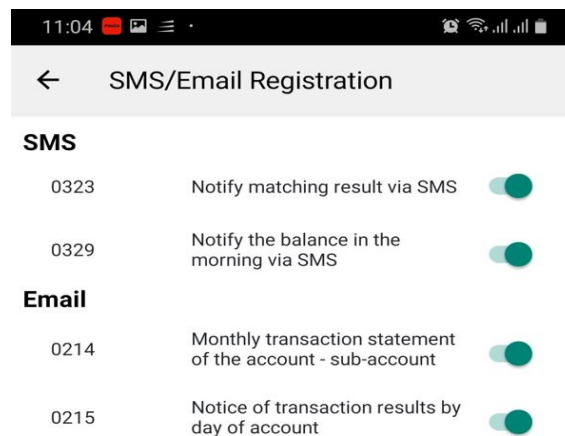 11:04
SMS/Email Registration
SMS
0323 Notify matching result via SMS
0329 Notify the balance in the
morning via SMS
Email
0214 Monthly transaction statement
of the account - sub-account
0215 Notice of transaction results by
day of account